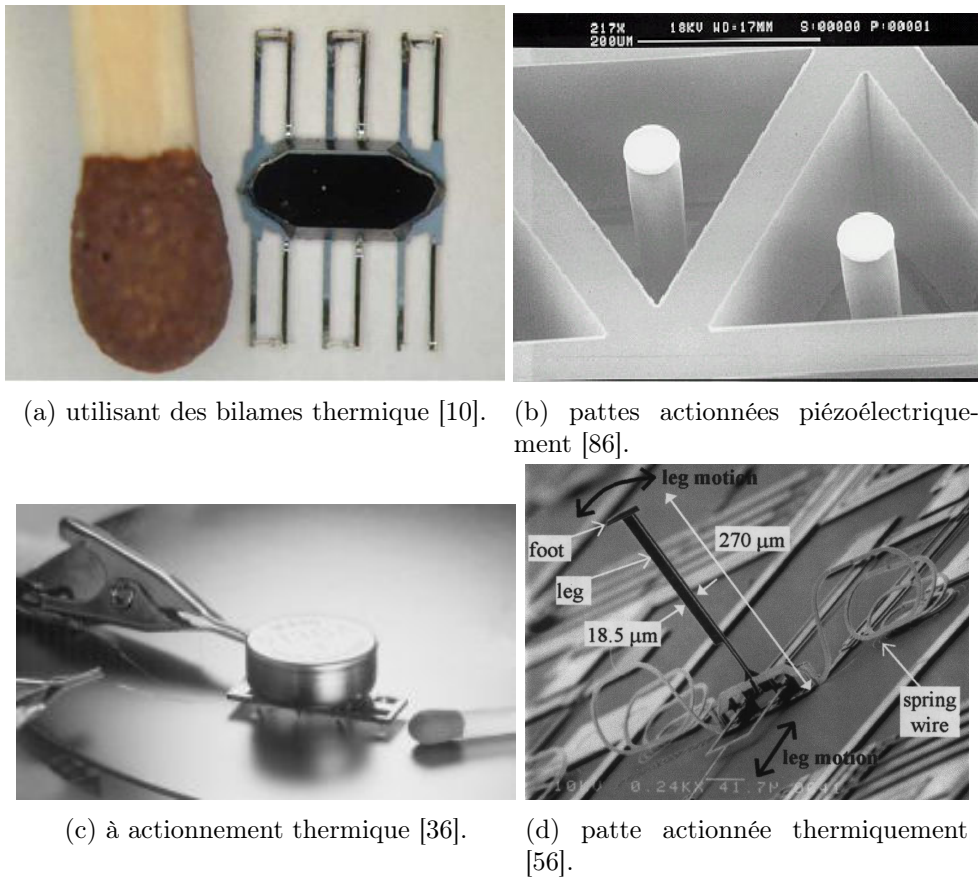 217X 18KV WD=17MM S:00000 P:00001
200UM
(a) utilisant des bilames thermique [10].
(b) pattes actionnées piézoélectrique-
ment [86].
leg motion
foot
270 µm
leg
18.5 µm
spring
wire
leg motion
10KV 0.24KX 41.7M
(c) à actionnement thermique [36].
(d) patte actionnée thermiquement
[56].